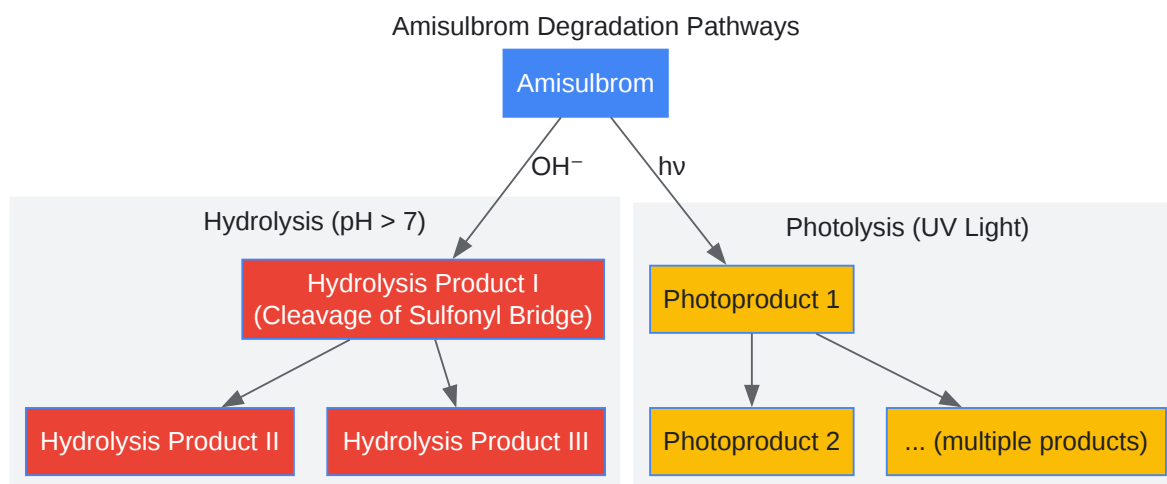 Amisulbrom Degradation Pathways
Amisulbrom
OH⁻
hν
Hydrolysis (pH > 7)
Photolysis (UV Light)
Hydrolysis Product I
(Cleavage of Sulfonyl Bridge)
Photoproduct 1
Hydrolysis Product II
Hydrolysis Product III
Photoproduct 2
... (multiple products)